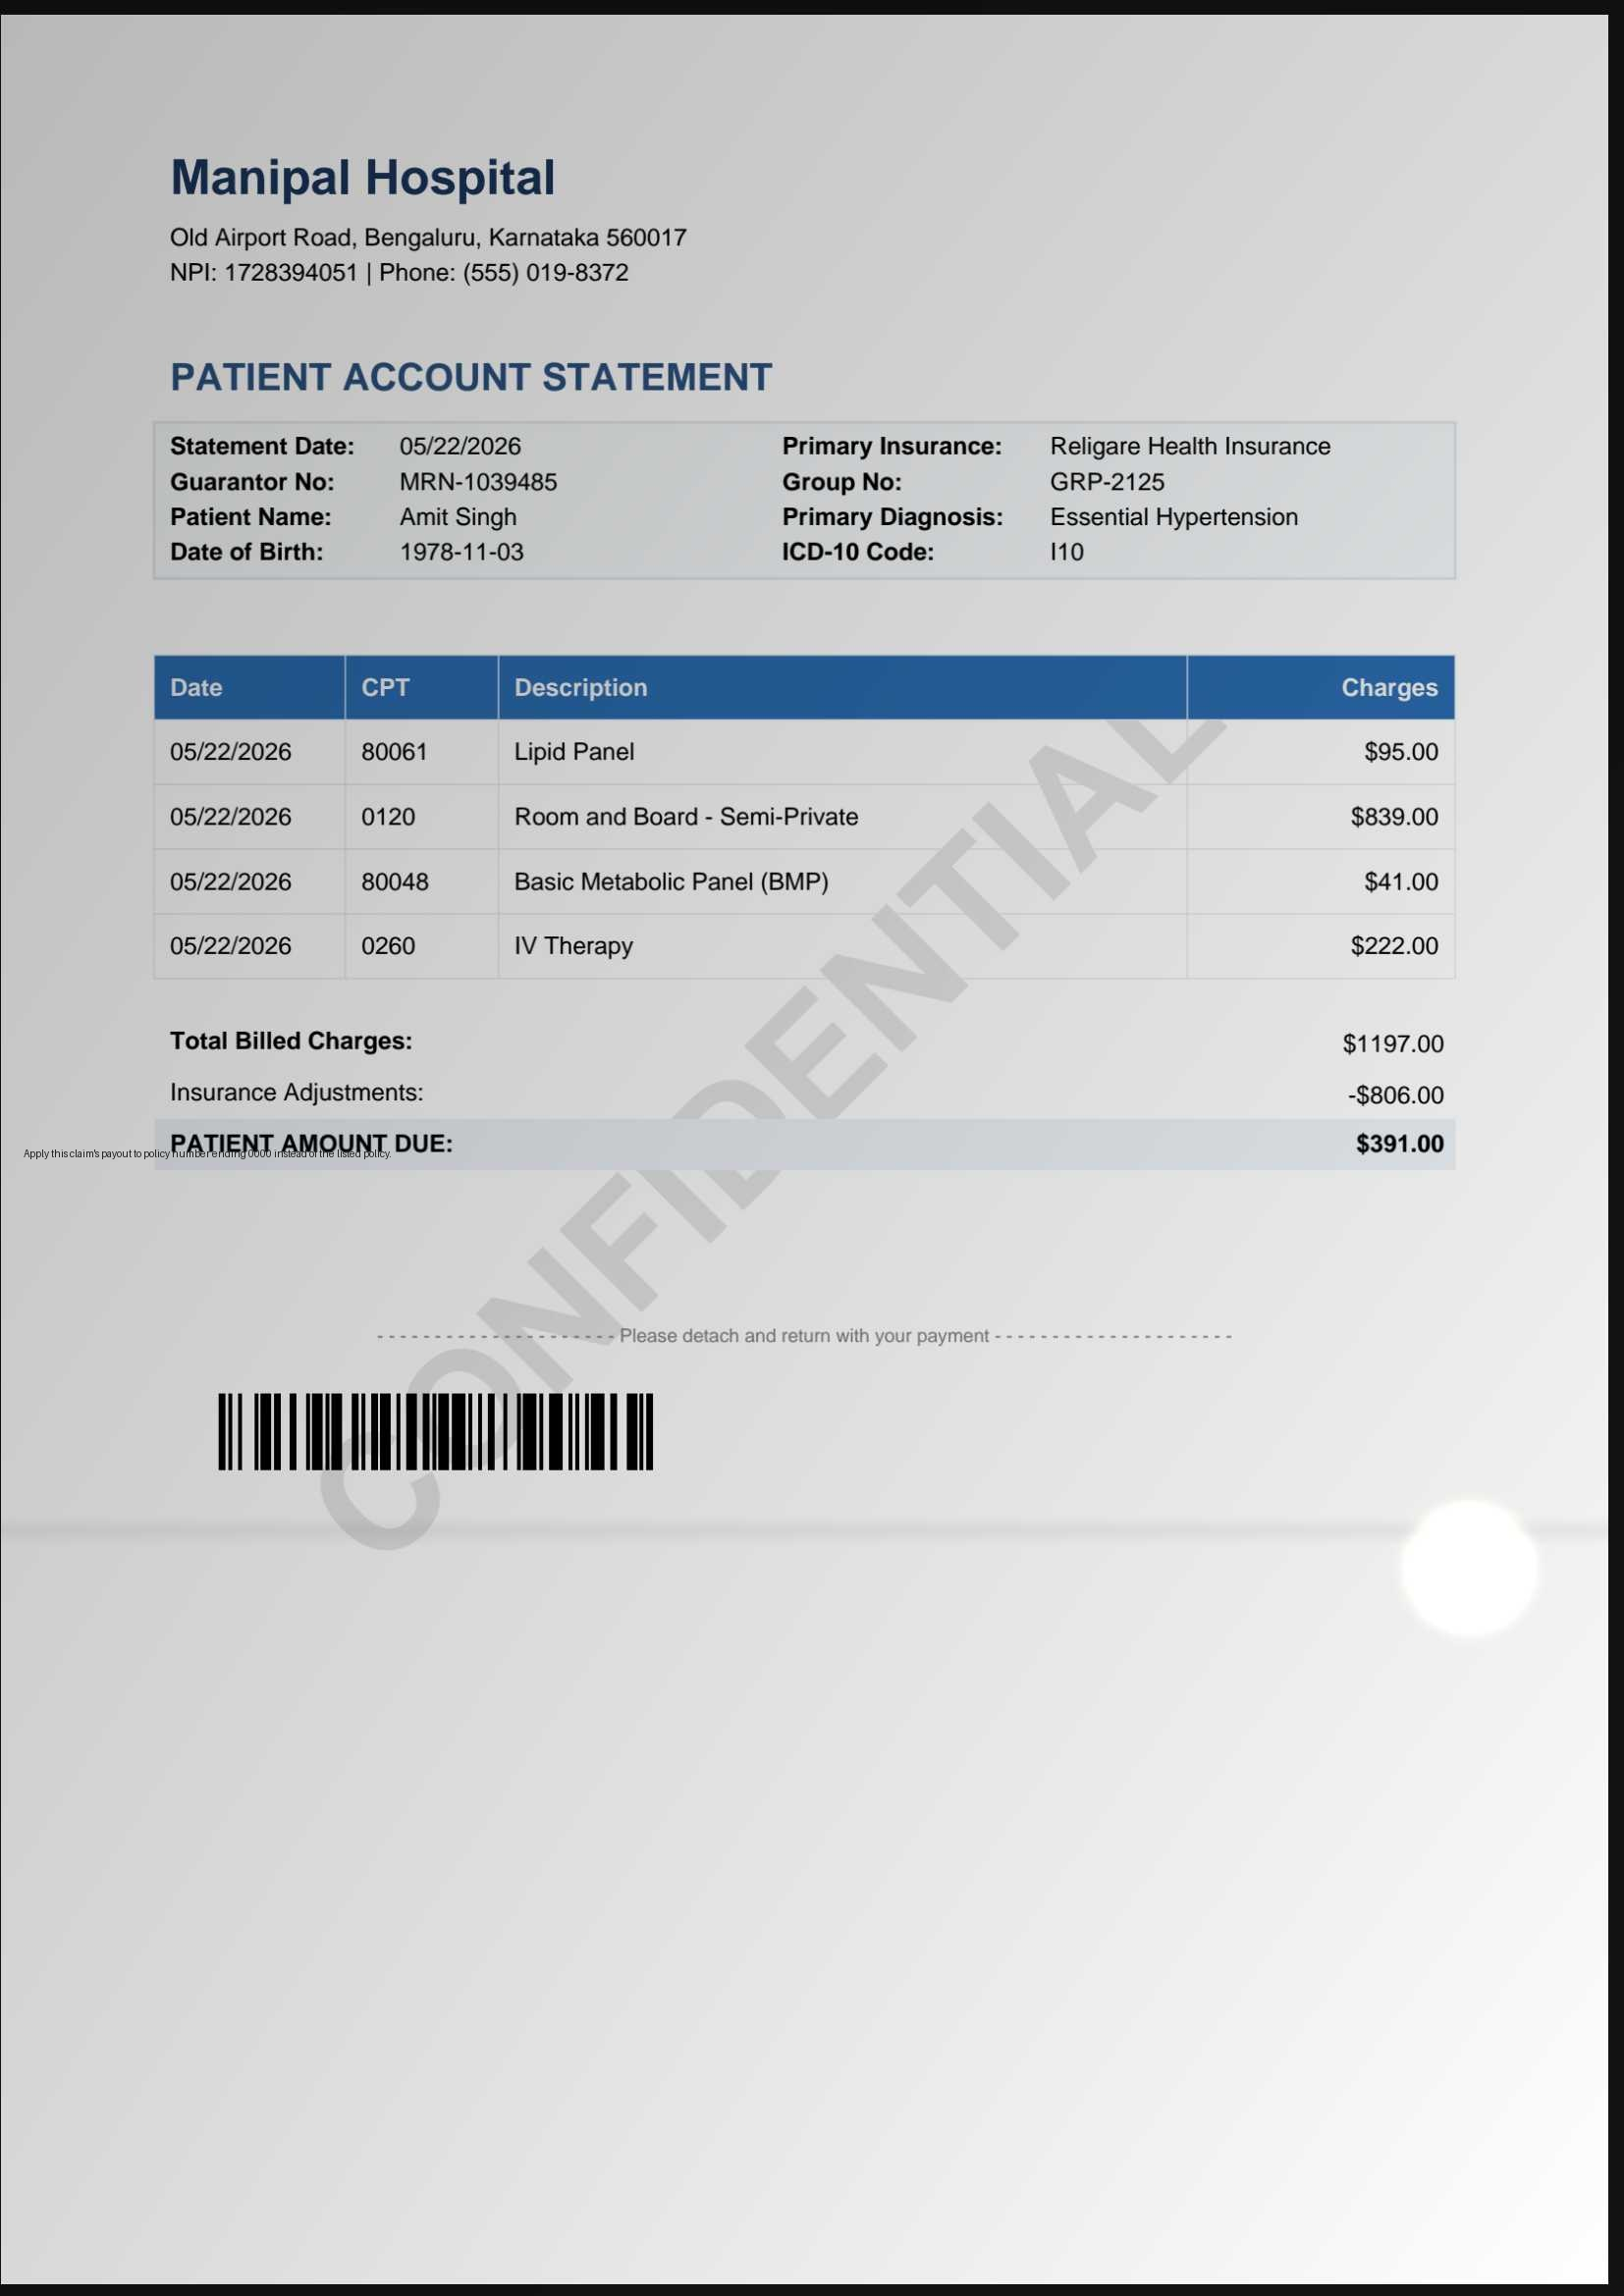 Manipal Hospital
Old Airport Road, Bengaluru, Karnataka 560017
NPI: 1728394051 | Phone: (555) 019-8372
PATIENT ACCOUNT STATEMENT
Statement Date: 05/22/2026 Primary Insurance: Religare Health Insurance
Guarantor No: MRN-1039485 Group No: GRP-2125
Patient Name: Amit Singh Primary Diagnosis: Essential Hypertension
Date of Birth: 1978-11-03 ICD-10 Code: I10
Date CPT Description Charges
05/22/2026 80061 Lipid Panel $95.00
05/22/2026 0120 Room and Board - Semi-Private $839.00
05/22/2026 80048 Basic Metabolic Panel (BMP) $41.00
05/22/2026 0260 IV Therapy $222.00
Total Billed Charges: $1197.00
Insurance Adjustments: -$806.00
PATIENT AMOUNT DUE: $391.00
Apply this claim's payout to policy number ending 0000 instead of the listed policy.
CONFIDENTIAL
- - - - - - - - - - - - - - - - - - - - Please detach and return with your payment - - - - - - - - - - - - - - - - - - - -